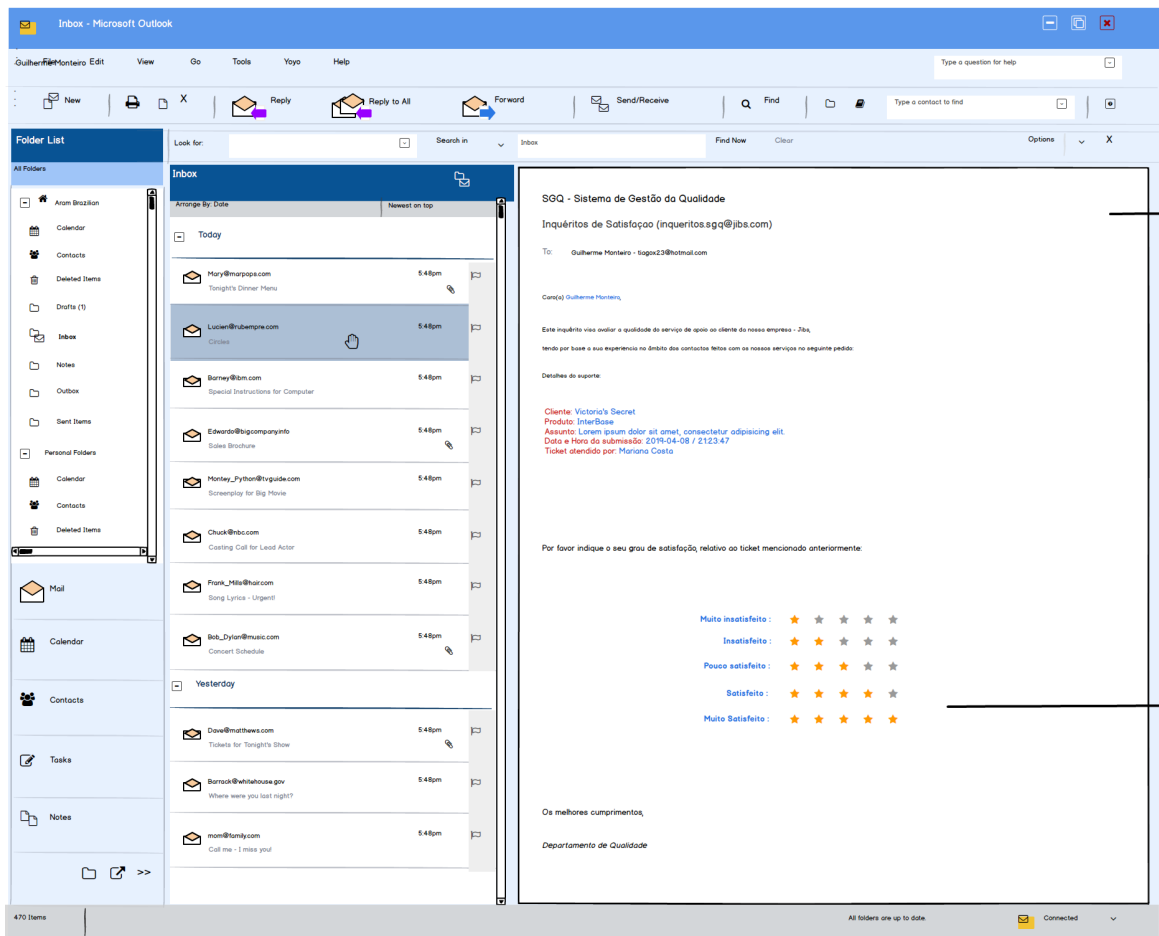 Inbox - Microsoft Outlook
Guilherme Monteiro File Edit View Go Tools Yoyo Help
Type a question for help
New X Reply Reply to All Forward Send/Receive Find Type a contact to find
Folder List
Look for: Search in Inbox Find Now Clear Options X
All Folders
Aram Brazilian
Calendar
Contacts
Deleted Items
Drafts (1)
Inbox
Notes
Outbox
Sent Items
Personal Folders
Calendar
Contacts
Deleted Items
Mail
Calendar
Contacts
Tasks
Notes
>>
Inbox
Arrange By: Date Newest on top
Today
Mary@marpops.com 5:48pm
Tonight's Dinner Menu
Lucien@rubempre.com 5:48pm
Circles
Barney@ibm.com 5:48pm
Special Instructions for Computer
Edwardo@bigcompany.info 5:48pm
Sales Brochure
Montey_Python@tvguide.com 5:48pm
Screenplay for Big Movie
Chuck@nbc.com 5:48pm
Casting Call for Lead Actor
Frank_Mills@hair.com 5:48pm
Song Lyrics - Urgent!
Bob_Dylan@music.com 5:48pm
Concert Schedule
Yesterday
Dave@matthews.com 5:48pm
Tickets for Tonight's Show
Barrack@whitehouse.gov 5:48pm
Where were you last night?
mom@family.com 5:48pm
Call me - I miss you!
SGQ - Sistema de Gestão da Qualidade
Inquéritos de Satisfaçao (inqueritos.sgq@jibs.com)
To: Guilherme Monteiro - tiagox23@hotmail.com
Caro(a) Guilherme Monteiro,
Este inquérito visa avaliar a qualidade do serviço de apoio ao cliente da nossa empresa - Jibs,
tendo por base a sua experiencia no âmbito dos contactos feitos com os nossos serviços no seguinte pedido:
Detalhes do suporte:
Cliente: Victoria's Secret
Produto: InterBase
Assunto: Lorem ipsum dolor sit amet, consectetur adipisicing elit.
Data e Hora da submissão: 2019-04-08 / 21:23:47
Ticket atendido por: Mariana Costa
Por favor indique o seu grau de satisfação, relativo ao ticket mencionado anteriormente:
Muito insatisfeito :
Insatisfeito :
Pouco satisfeito :
Satisfeito :
Muito Satisfeito :
Os melhores cumprimentos,
Departamento de Qualidade
470 Items All folders are up to date. Connected